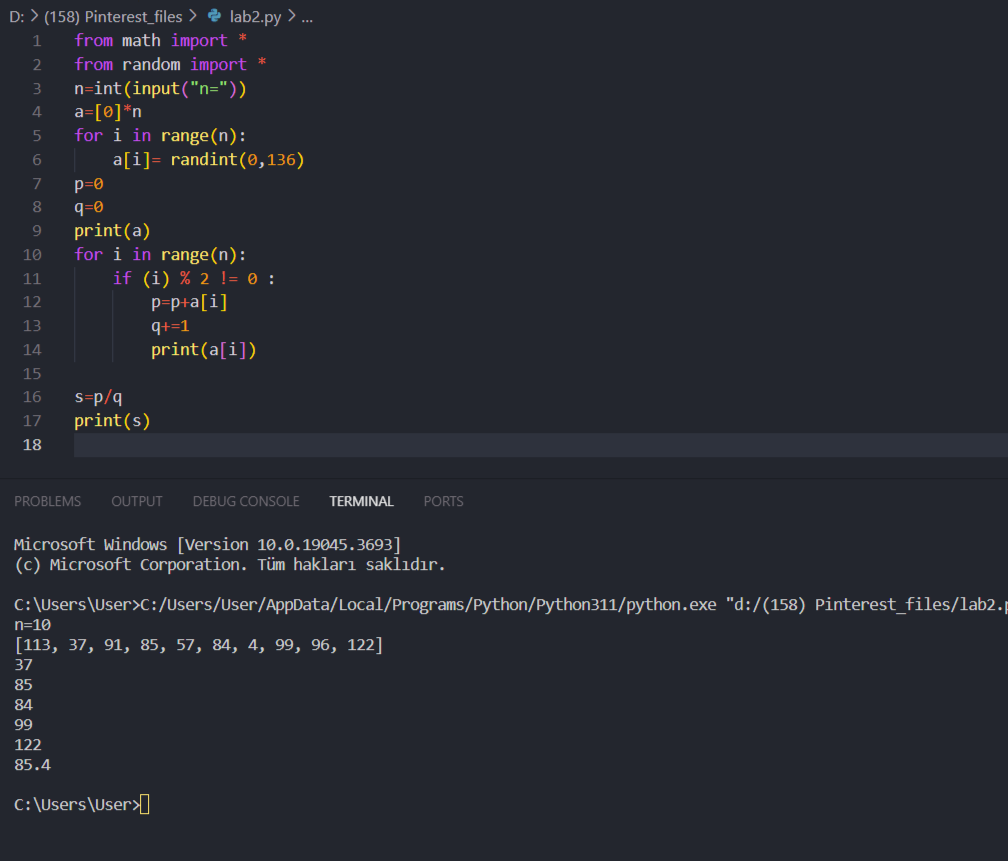 D: > (158) Pinterest_files > lab2.py > ...
1 from math import *
2 from random import *
3 n=int(input("n="))
4 a=[0]*n
5 for i in range(n):
6     a[i]= randint(0,136)
7 p=0
8 q=0
9 print(a)
10 for i in range(n):
11     if (i) % 2 != 0 :
12         p=p+a[i]
13         q+=1
14         print(a[i])
15
16 s=p/q
17 print(s)
18
PROBLEMS OUTPUT DEBUG CONSOLE TERMINAL PORTS
Microsoft Windows [Version 10.0.19045.3693]
(c) Microsoft Corporation. Tüm hakları saklıdır.
C:\Users\User>C:/Users/User/AppData/Local/Programs/Python/Python311/python.exe "d:/(158) Pinterest_files/lab2.p
n=10
[113, 37, 91, 85, 57, 84, 4, 99, 96, 122]
37
85
84
99
122
85.4
C:\Users\User>